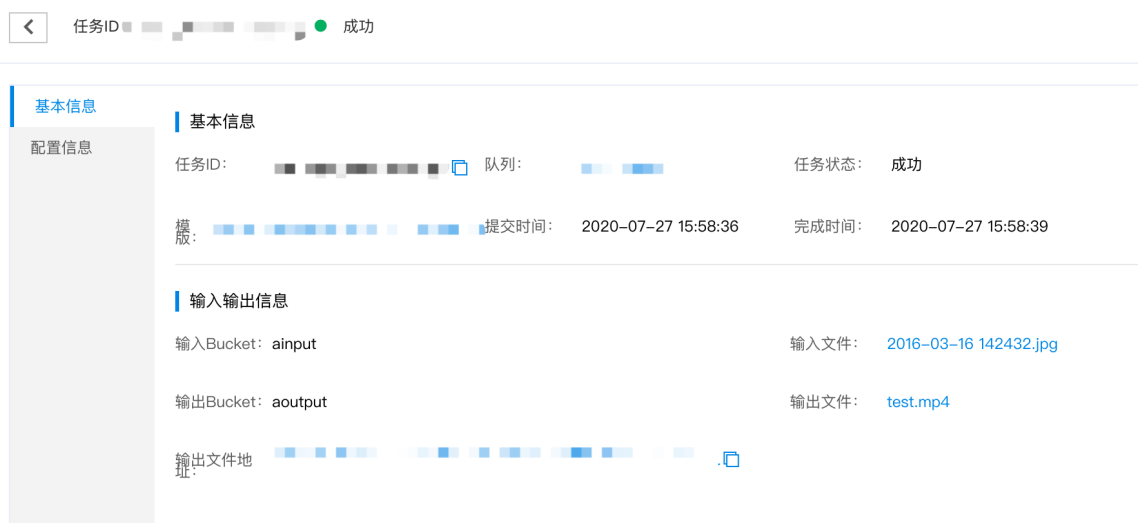 任务ID 成功
基本信息
配置信息
基本信息
任务ID： 队列： 任务状态： 成功
模版： 提交时间： 2020-07-27 15:58:36 完成时间： 2020-07-27 15:58:39
输入输出信息
输入Bucket： ainput 输入文件： 2016-03-16 142432.jpg
输出Bucket： aoutput 输出文件： test.mp4
输出文件地址：